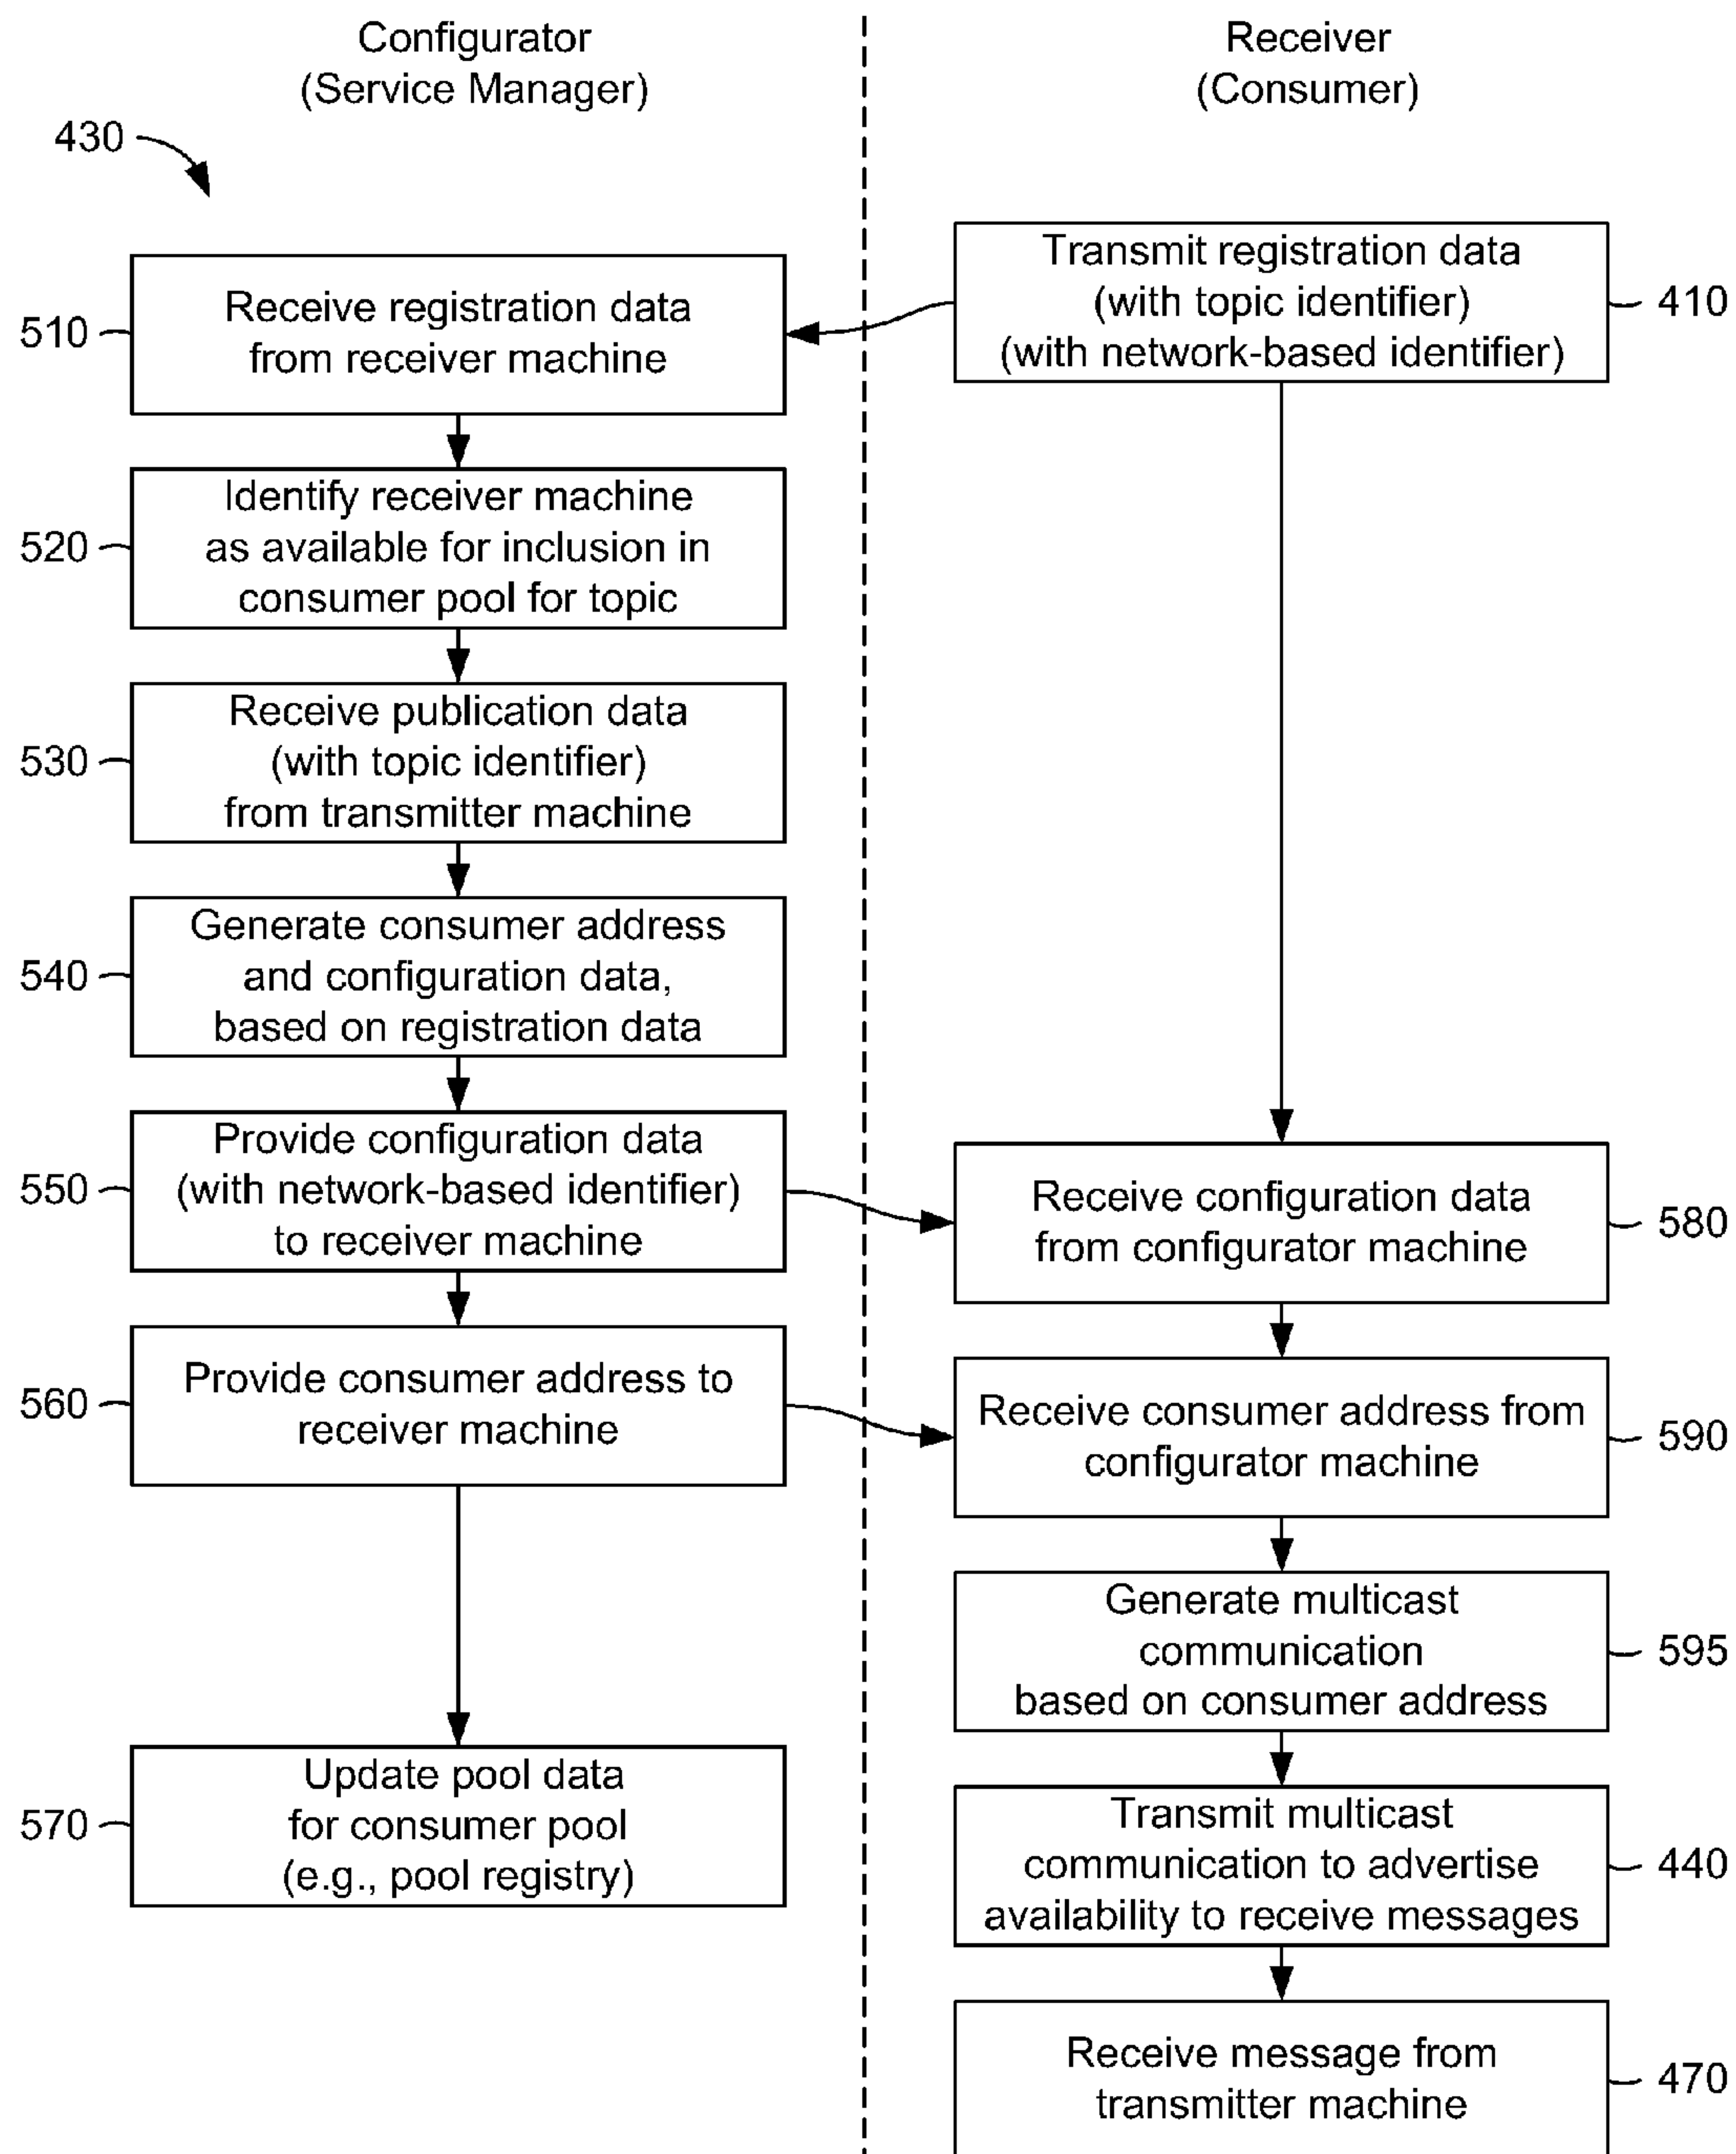 Configurator
(Service Manager)
Receiver
(Consumer)
430
Transmit registration data
(with topic identifier)
(with network-based identifier)
410
510
Receive registration data
from receiver machine
520
Identify receiver machine
as available for inclusion in
consumer pool for topic
530
Receive publication data
(with topic identifier)
from transmitter machine
540
Generate consumer address
and configuration data,
based on registration data
550
Provide configuration data
(with network-based identifier)
to receiver machine
Receive configuration data
from configurator machine
580
560
Provide consumer address to
receiver machine
Receive consumer address from
configurator machine
590
Generate multicast
communication
based on consumer address
595
570
Update pool data
for consumer pool
(e.g., pool registry)
Transmit multicast
communication to advertise
availability to receive messages
440
Receive message from
transmitter machine
470